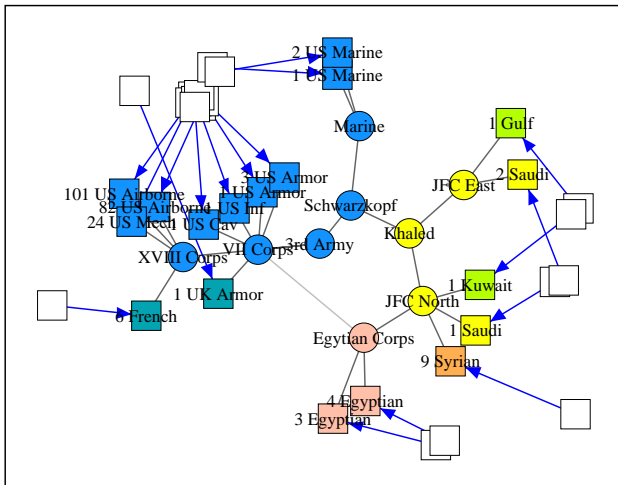 2 US Marine
1 US Marine
Marine
1 Gulf
3 US Armor
2 Saudi
JFC East
101 US Airborne
1 US Armor
82 US Airborne
1 US Inf
Schwarzkopf
24 US Mech
1 US Cav
Khaled
3rd Army
VII Corps
XVIII Corps
1 Kuwait
1 UK Armor
JFC North
6 French
1 Saudi
Egytian Corps
9 Syrian
4 Egyptian
3 Egyptian